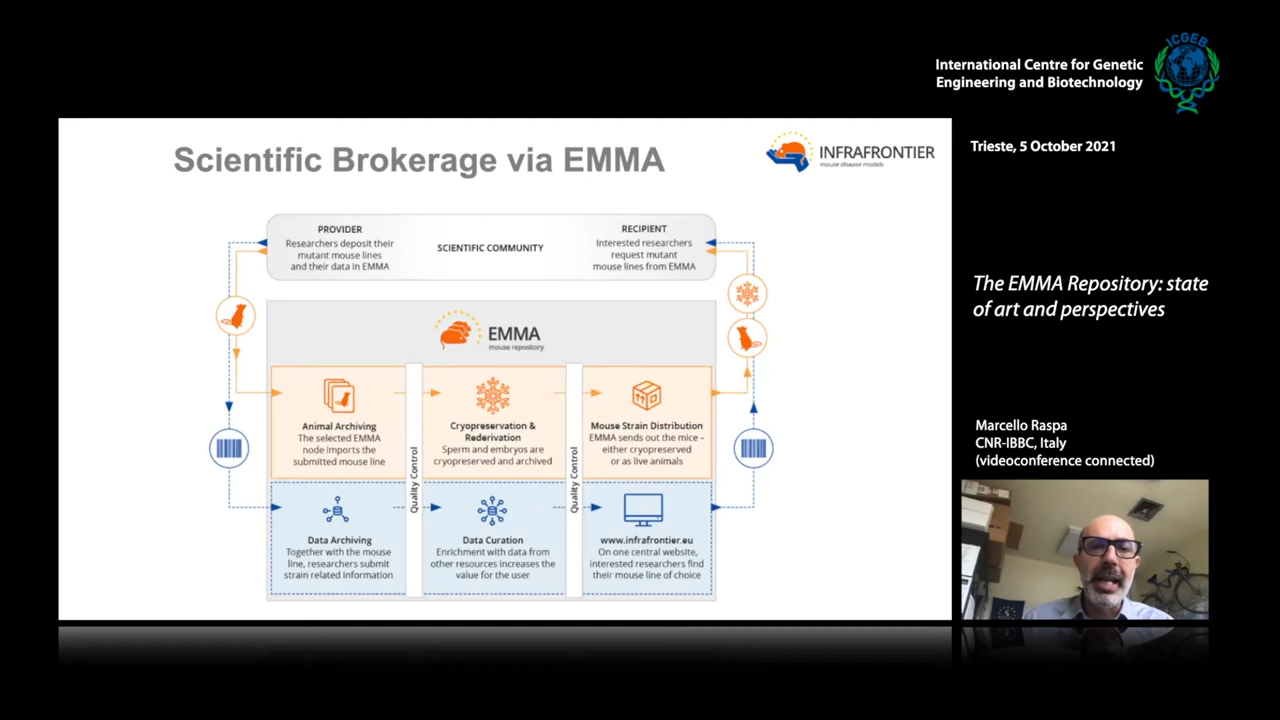 ICGEB
International Centre for Genetic
Engineering and Biotechnology
Trieste, 5 October 2021
Scientific Brokerage via EMMA
INFRAFRONTIER
mouse disease models
PROVIDER
Researchers deposit their
mutant mouse lines
and their data in EMMA
SCIENTIFIC COMMUNITY
RECIPIENT
Interested researchers
request mutant
mouse lines from EMMA
EMMA
mouse repository
Animal Archiving
The selected EMMA
node imports the
submitted mouse line
Quality Control
Cryopreservation &
Rederivation
Sperm and embryos are
cryopreserved and archived
Quality Control
Mouse Strain Distribution
EMMA sends out the mice –
either cryopreserved
or as live animals
Data Archiving
Together with the mouse
line, researchers submit
strain related information
Data Curation
Enrichment with data from
other resources increases the
value for the user
www.infrafrontier.eu
On one central website,
interested researchers find
their mouse line of choice
The EMMA Repository: state
of art and perspectives
Marcello Raspa
CNR-IBBC, Italy
(videoconference connected)